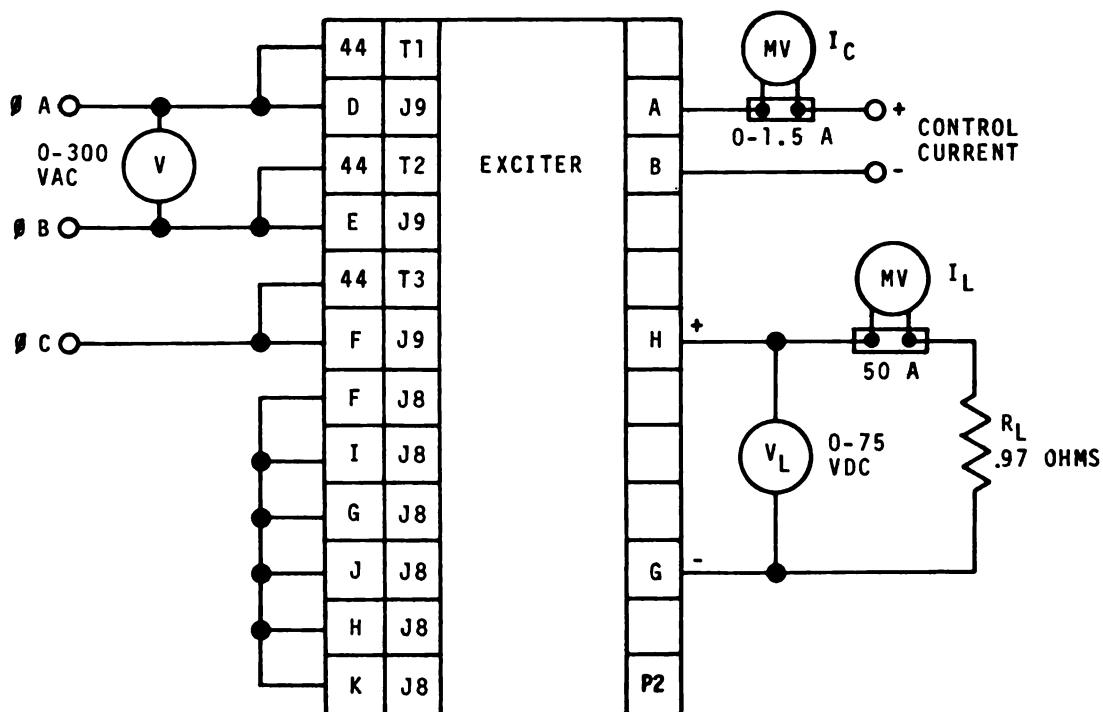 44 T1
MV I C
ø A
D J9
A
+
0-1.5 A
CONTROL
CURRENT
0-300
VAC
V
44 T2
EXCITER
B
-
ø B
E J9
44 T3
MV I L
ø C
F J9
H
+
50 A
F J8
I J8
V L
0-75
VDC
R L
.97 OHMS
G J8
J J8
G
-
H J8
K J8
P2